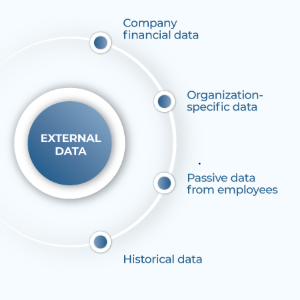 Company
financial data
Organization-
specific data
EXTERNAL
DATA
Passive data
from employees
Historical data